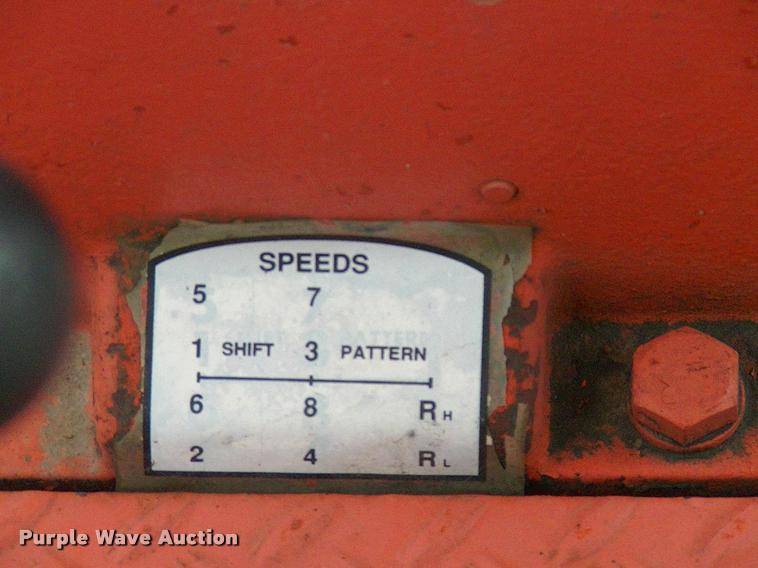 SPEEDS
5 7
1 SHIFT 3 PATTERN
6 8 RH
2 4 RL
Purple Wave Auction